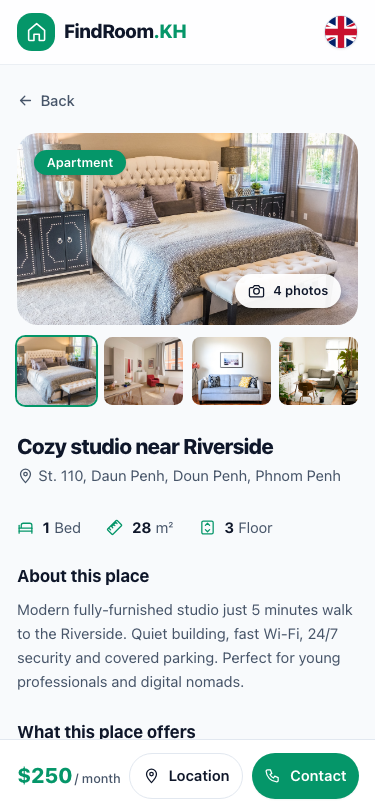 FindRoom.KH
Back
Apartment
4 photos
Cozy studio near Riverside
St. 110, Daun Penh, Doun Penh, Phnom Penh
1 Bed 28 m² 3 Floor
About this place
Modern fully-furnished studio just 5 minutes walk
to the Riverside. Quiet building, fast Wi-Fi, 24/7
security and covered parking. Perfect for young
professionals and digital nomads.
What this place offers
$250 / month Location Contact